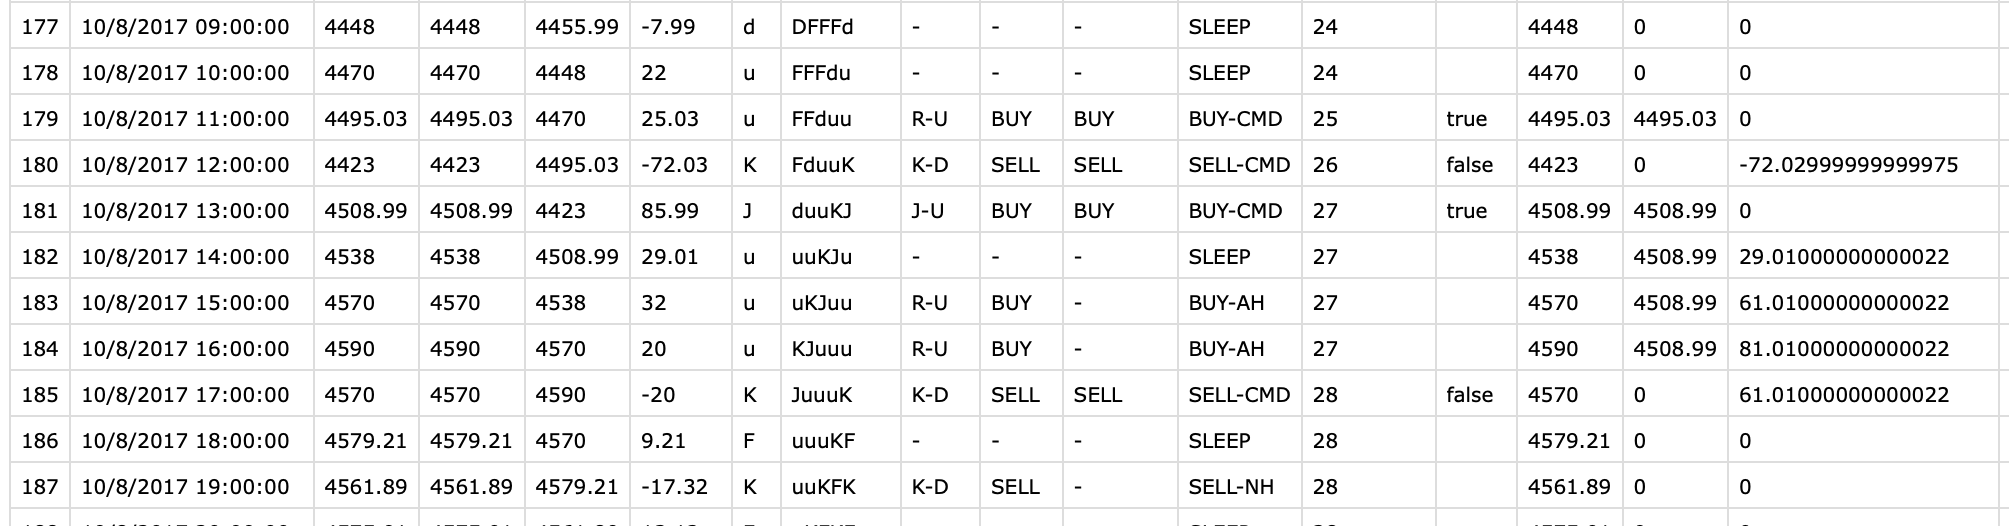 177 10/8/2017 09:00:00 4448 4448 4455.99 -7.99 d DFFFd - - - SLEEP 24 4448 0 0
178 10/8/2017 10:00:00 4470 4470 4448 22 u FFFdu - - - SLEEP 24 4470 0 0
179 10/8/2017 11:00:00 4495.03 4495.03 4470 25.03 u FFduu R-U BUY BUY BUY-CMD 25 true 4495.03 4495.03 0
180 10/8/2017 12:00:00 4423 4423 4495.03 -72.03 K FduuK K-D SELL SELL SELL-CMD 26 false 4423 0 -72.02999999999975
181 10/8/2017 13:00:00 4508.99 4508.99 4423 85.99 J duuKJ J-U BUY BUY BUY-CMD 27 true 4508.99 4508.99 0
182 10/8/2017 14:00:00 4538 4538 4508.99 29.01 u uuKJu - - - SLEEP 27 4538 4508.99 29.01000000000022
183 10/8/2017 15:00:00 4570 4570 4538 32 u uKJuu R-U BUY - BUY-AH 27 4570 4508.99 61.01000000000022
184 10/8/2017 16:00:00 4590 4590 4570 20 u KJuuu R-U BUY - BUY-AH 27 4590 4508.99 81.01000000000022
185 10/8/2017 17:00:00 4570 4570 4590 -20 K JuuuK K-D SELL SELL SELL-CMD 28 false 4570 0 61.01000000000022
186 10/8/2017 18:00:00 4579.21 4579.21 4570 9.21 F uuuKF - - - SLEEP 28 4579.21 0 0
187 10/8/2017 19:00:00 4561.89 4561.89 4579.21 -17.32 K uuKFK K-D SELL - SELL-NH 28 4561.89 0 0